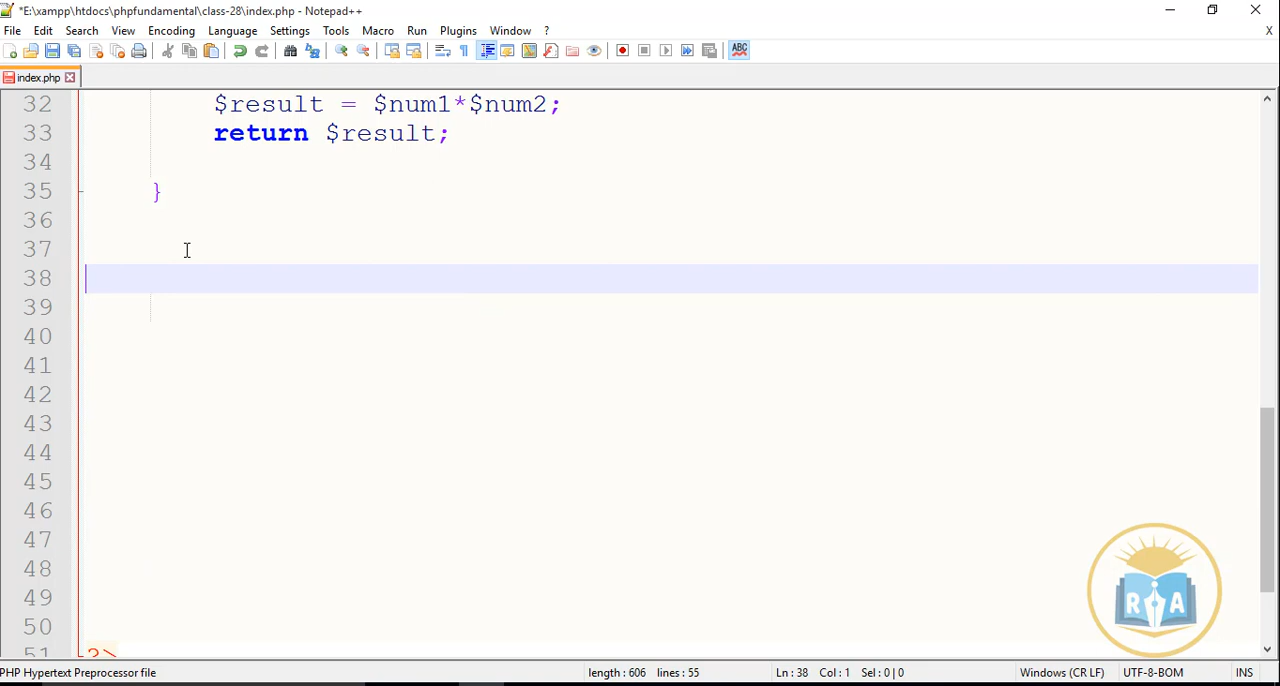 *E:\xampp\htdocs\phpfundamental\class-28\index.php - Notepad++
File Edit Search View Encoding Language Settings Tools Macro Run Plugins Window ? X
ABC
index.php
32 $result = $num1*$num2;
33 return $result;
34
35 }
36
37
38
39
40
41
42
43
44
45
46
47
48
49
50
51 ?>
R A
PHP Hypertext Preprocessor file length : 606 lines : 55 Ln : 38 Col : 1 Sel : 0 | 0 Windows (CR LF) UTF-8-BOM INS